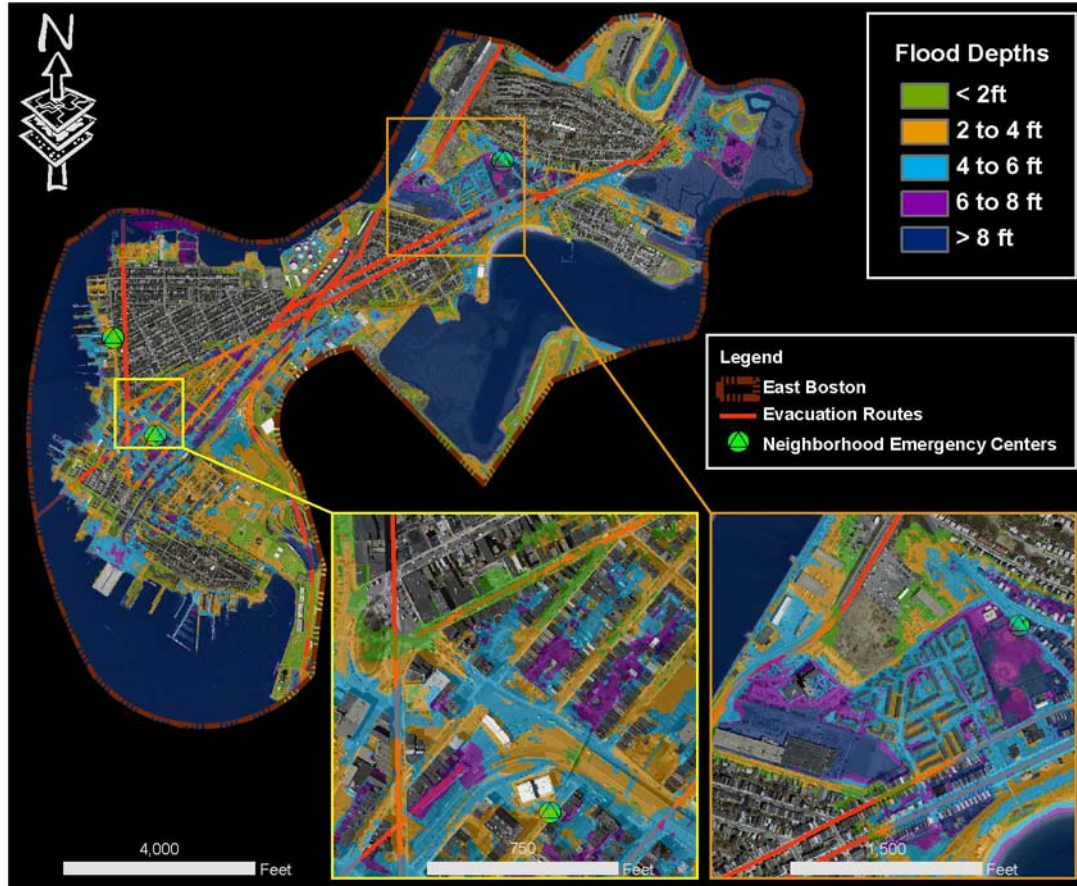 N
Flood Depths
< 2ft
2 to 4 ft
4 to 6 ft
6 to 8 ft
> 8 ft
Legend
East Boston
Evacuation Routes
Neighborhood Emergency Centers
4,000
Feet
750
Feet
1,500
Feet